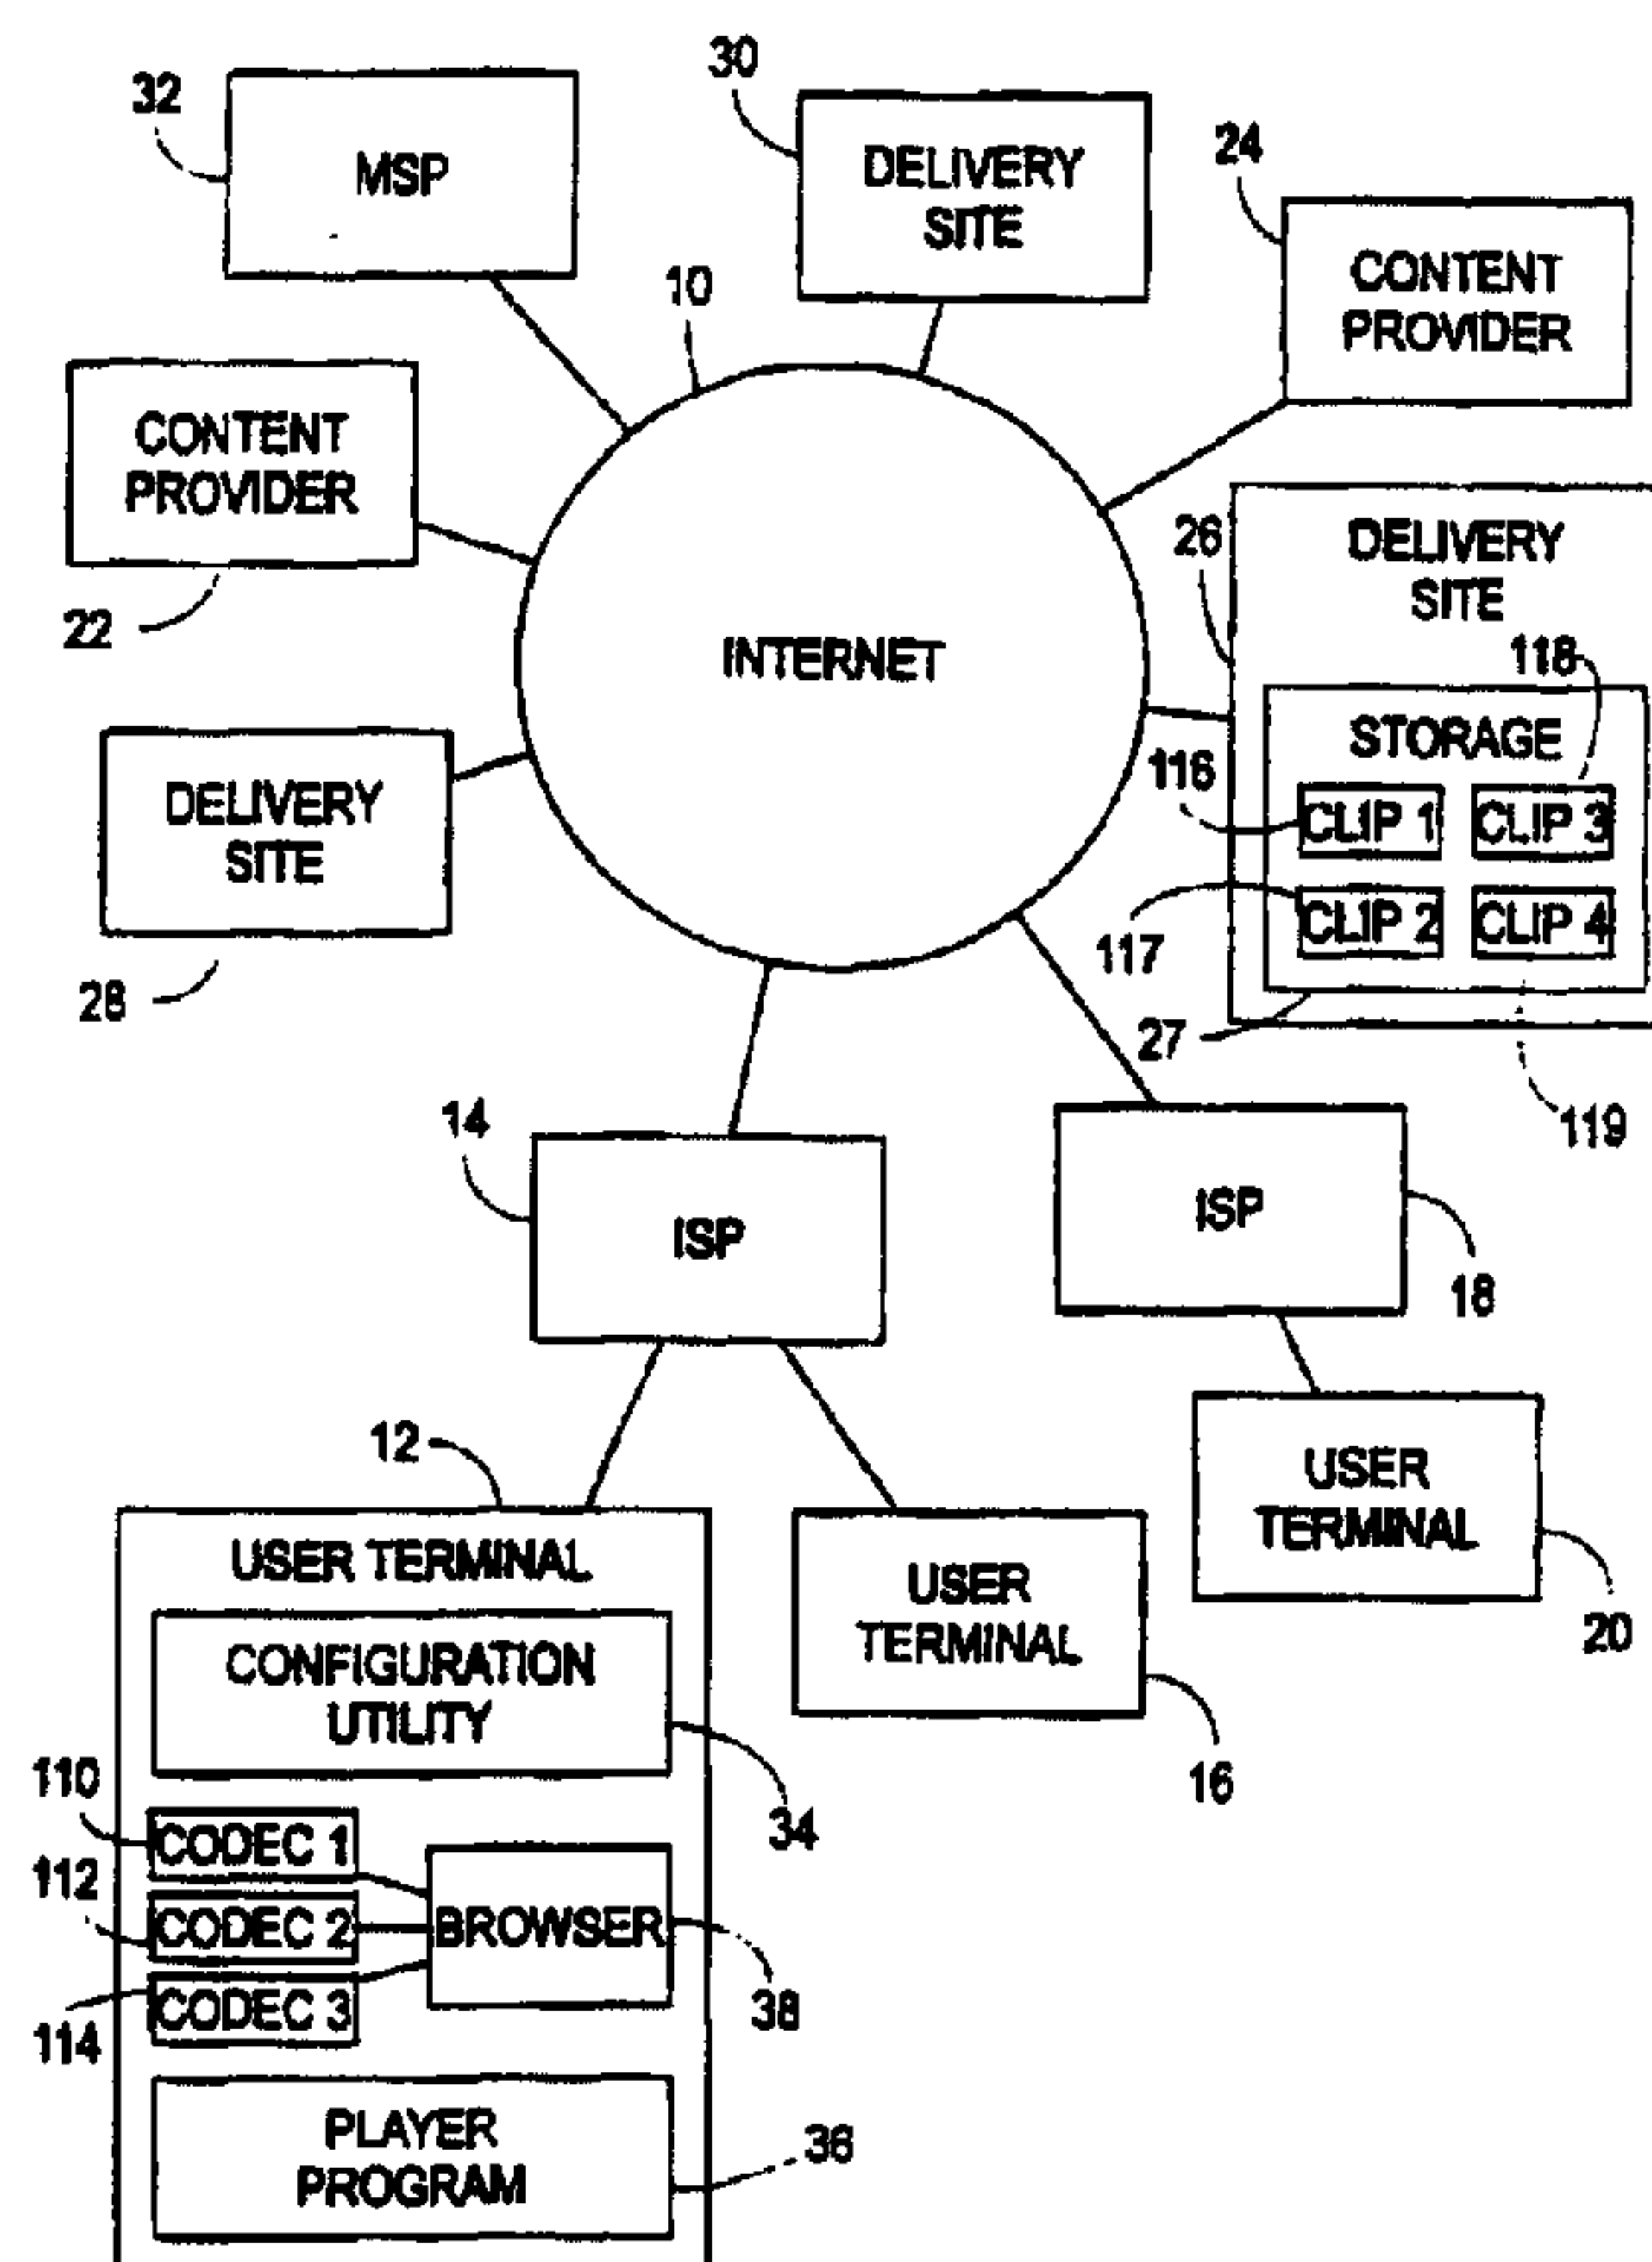 30
32
MSP
DELIVERY
SITE
24
CONTENT
PROVIDER
10
CONTENT
PROVIDER
22
INTERNET
26
DELIVERY
SITE
118
STORAGE
116
CLIP 1
CLIP 3
117
CLIP 2
CLIP 4
27
119
DELIVERY
SITE
28
14
ISP
ISP
18
12
USER TERMINAL
CONFIGURATION
UTILITY
34
USER
TERMINAL
16
USER
TERMINAL
20
110
CODEC 1
112
CODEC 2
BROWSER
38
CODEC 3
114
PLAYER
PROGRAM
36